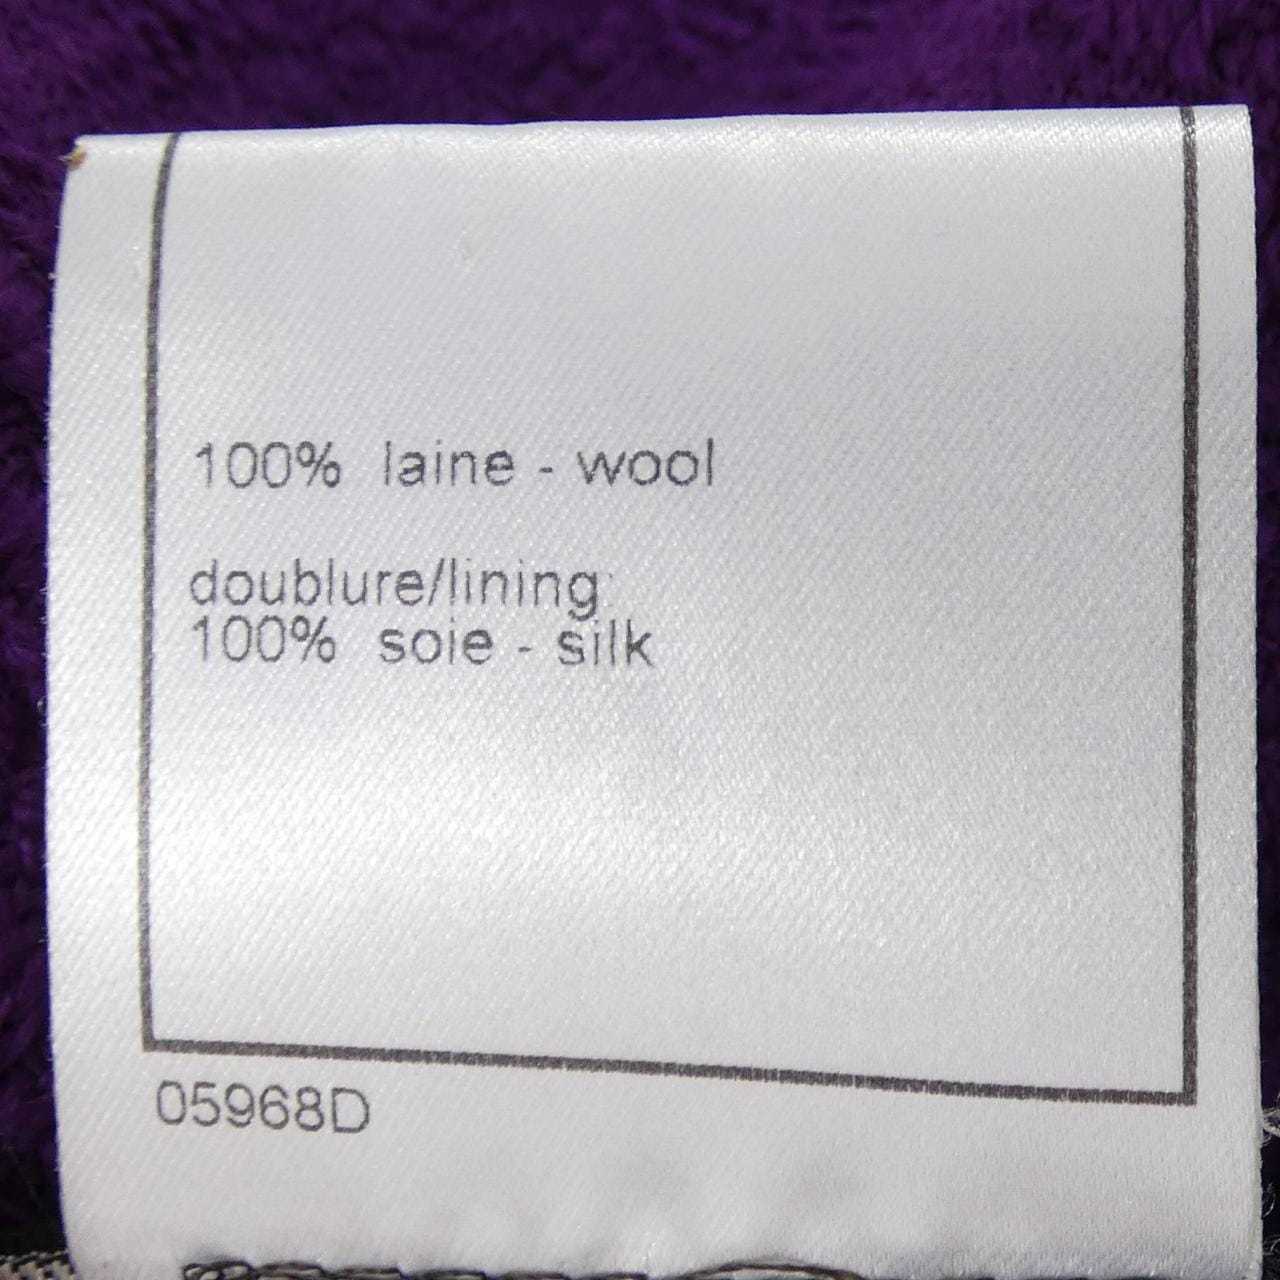 100% laine - wool
doublure/lining:
100% soie - silk
05968D